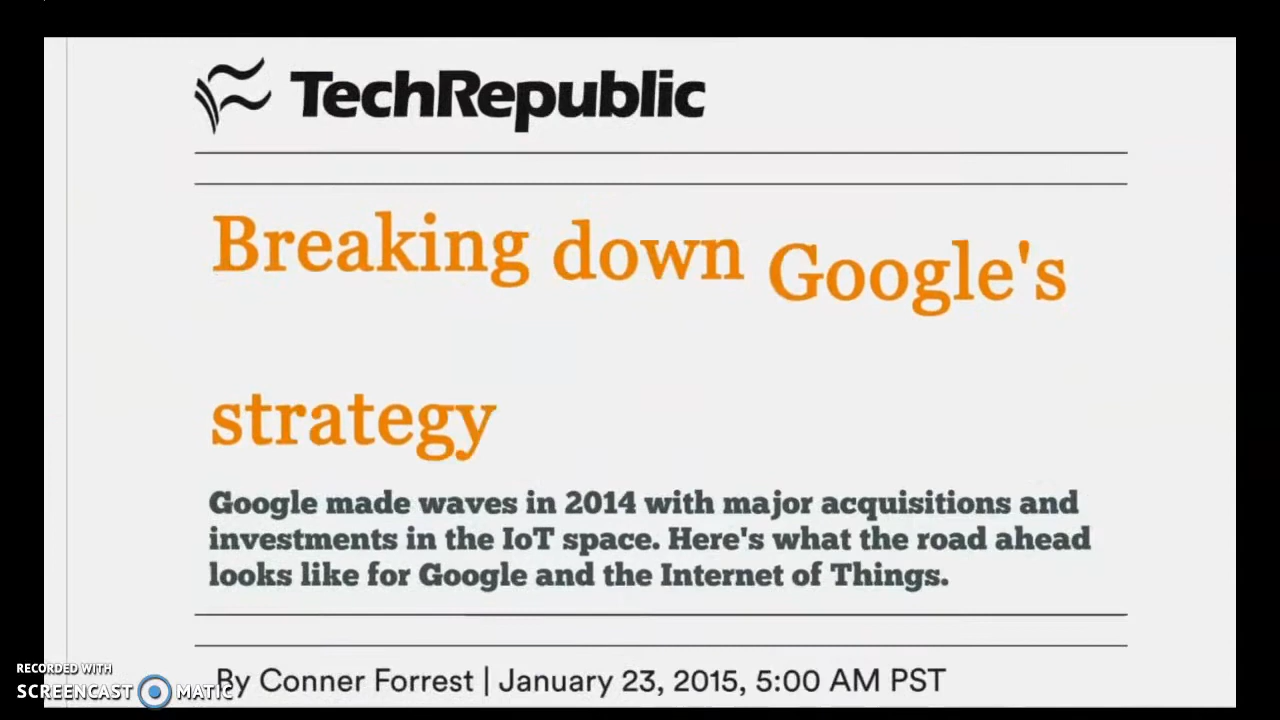 TechRepublic
Breaking down Google's
strategy
Google made waves in 2014 with major acquisitions and
investments in the IoT space. Here's what the road ahead
looks like for Google and the Internet of Things.
By Conner Forrest | January 23, 2015, 5:00 AM PST
RECORDED WITH
SCREENCAST MATIC